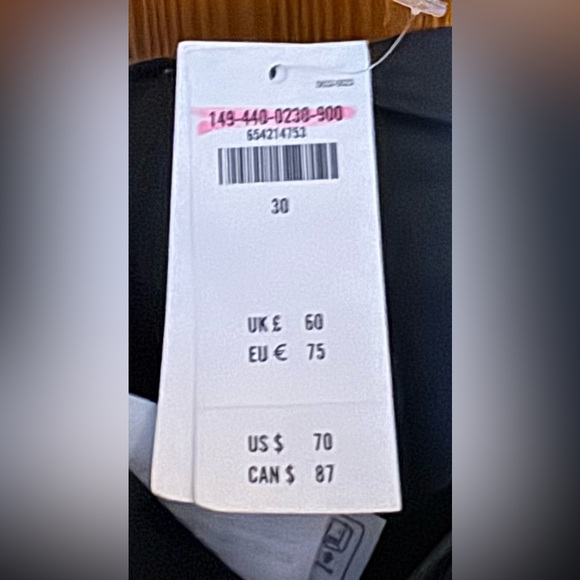 149-440-0230-900
654214753
30
UK £ 60
EU € 75
US $ 70
CAN $ 87